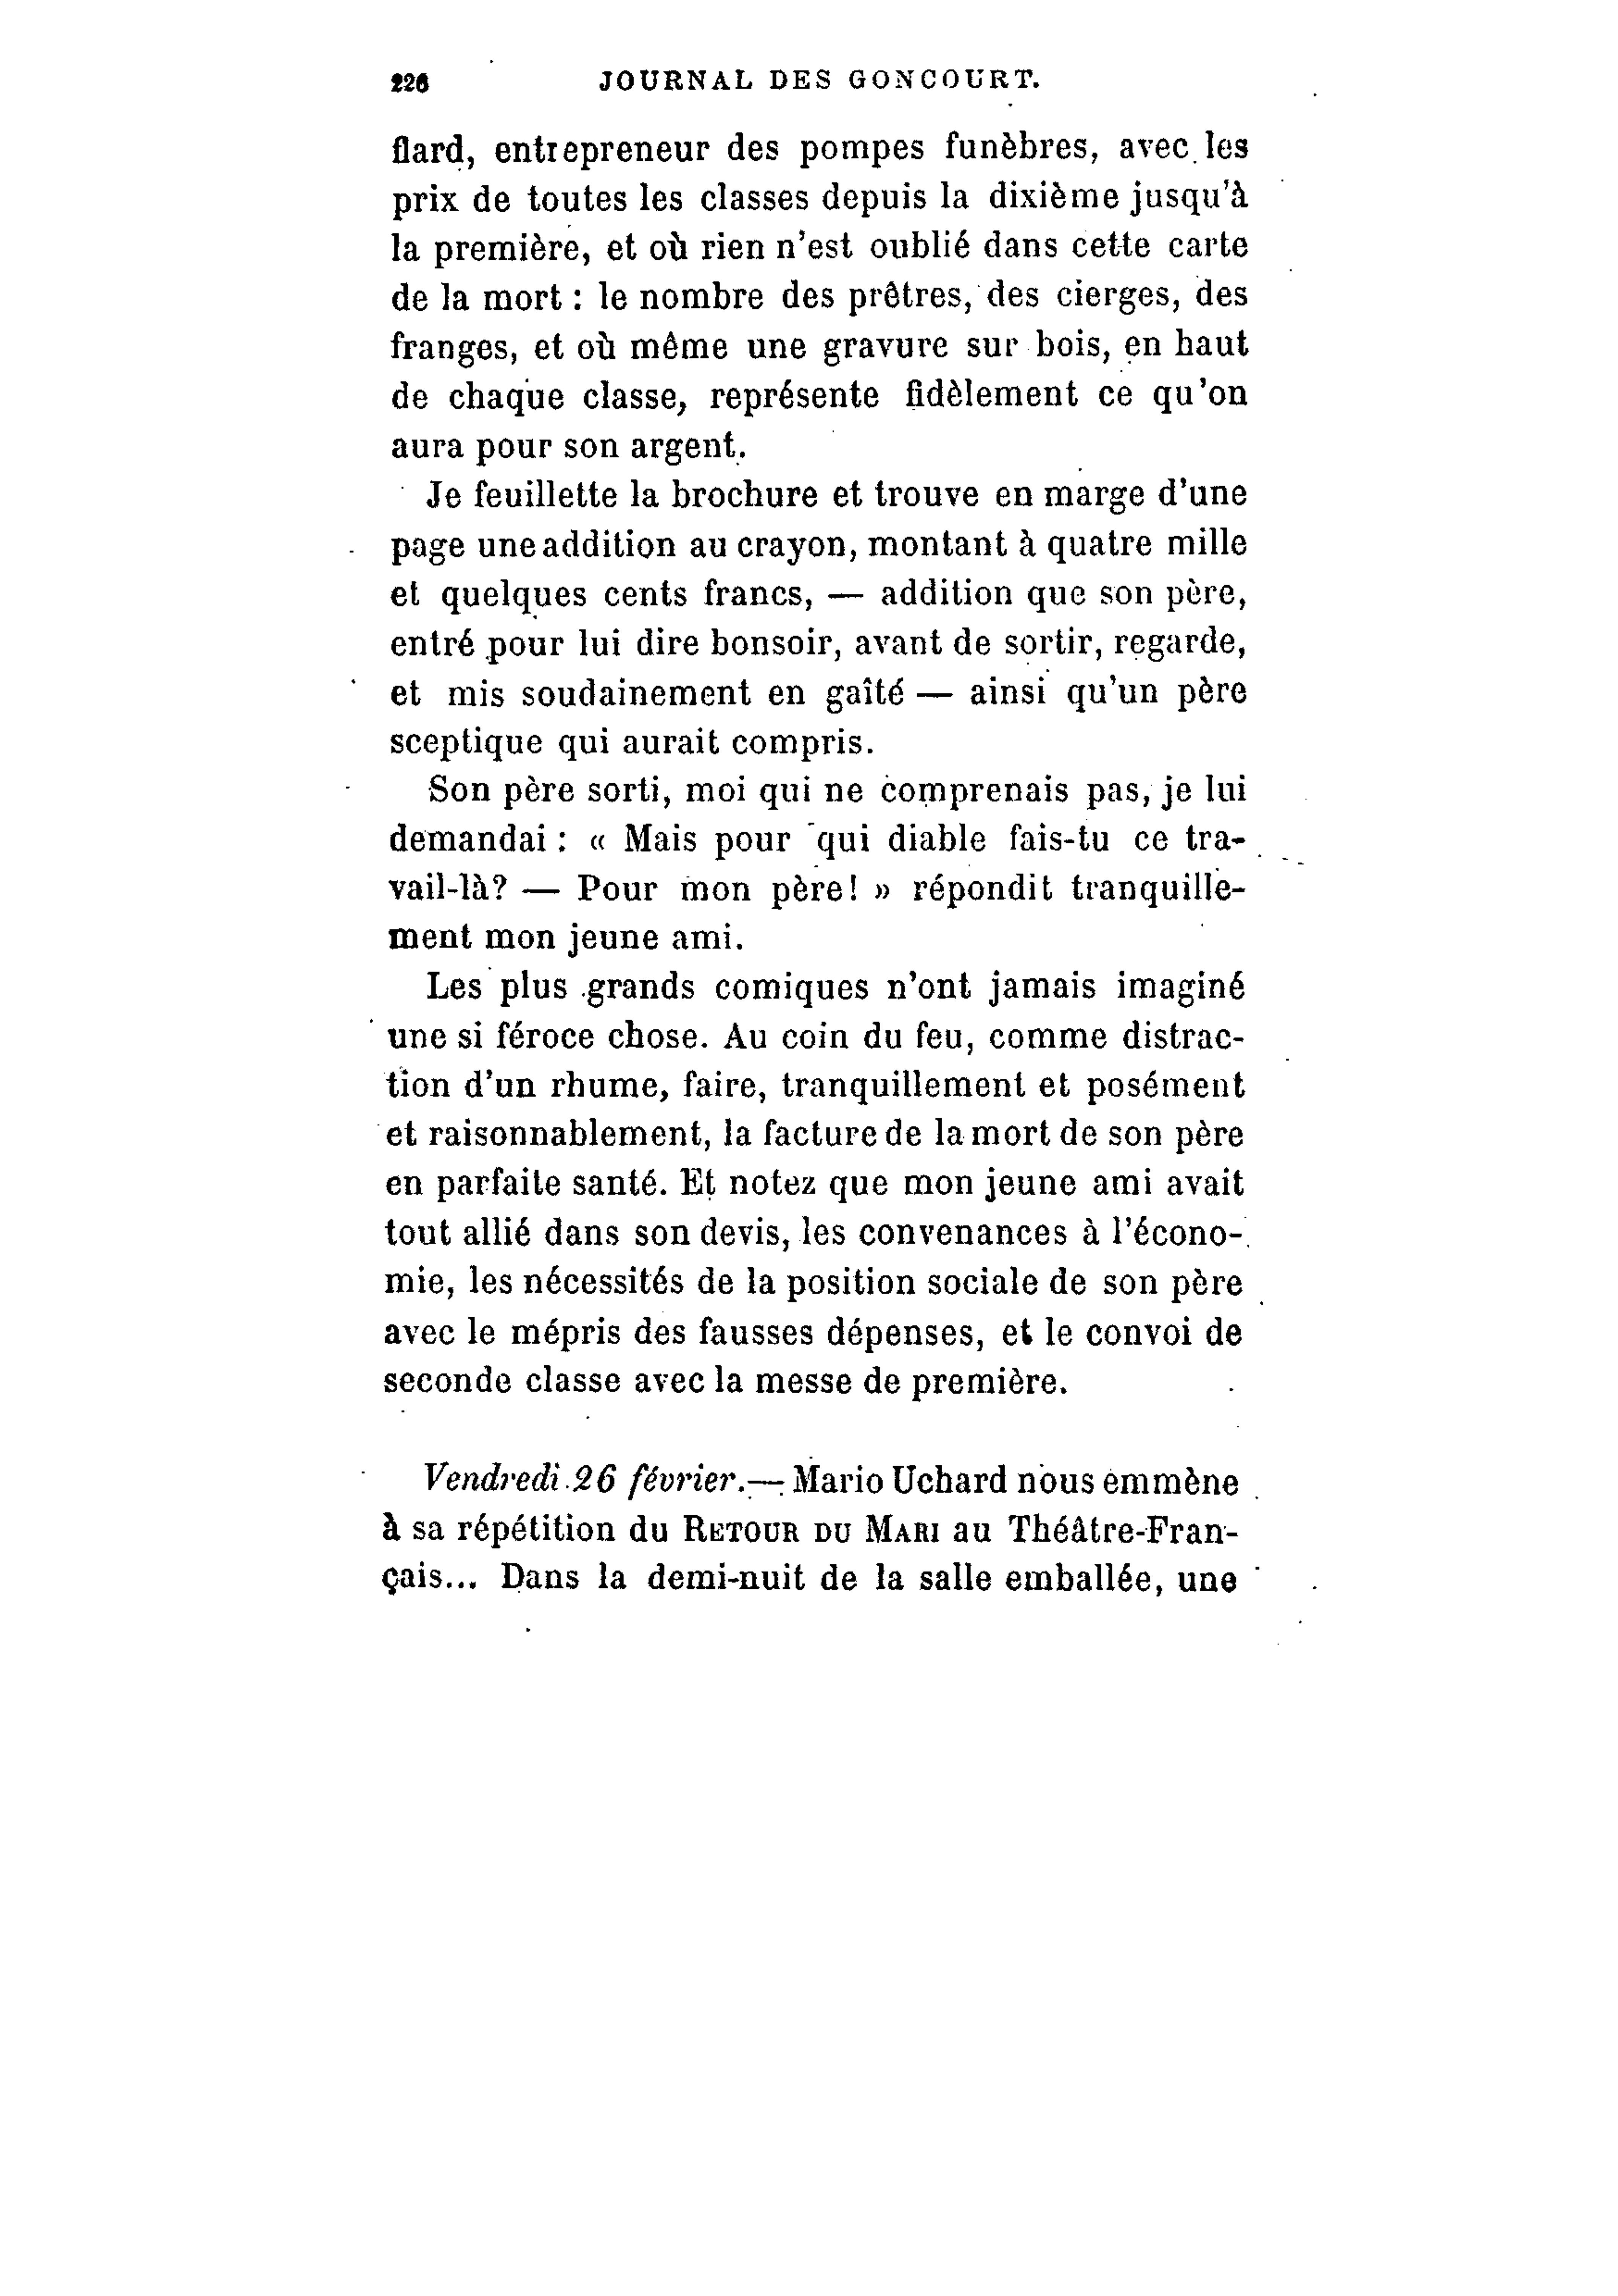 226 JOURNAL DES GONCOURT.
flard, entrepreneur des pompes funèbres, avec les
prix de toutes les classes depuis la dixième jusqu'à
la première, et où rien n'est oublié dans cette carte
de la mort : le nombre des prêtres, des cierges, des
franges, et où même une gravure sur bois, en haut
de chaque classe, représente fidèlement ce qu'on
aura pour son argent.
Je feuillette la brochure et trouve en marge d'une
page une addition au crayon, montant à quatre mille
et quelques cents francs, — addition que son père,
entré pour lui dire bonsoir, avant de sortir, regarde,
et mis soudainement en gaîté — ainsi qu'un père
sceptique qui aurait compris.
Son père sorti, moi qui ne comprenais pas, je lui
demandai : « Mais pour qui diable fais-tu ce tra-
vail-là? — Pour mon père! » répondit tranquille-
ment mon jeune ami.
Les plus grands comiques n'ont jamais imaginé
une si féroce chose. Au coin du feu, comme distrac-
tion d'un rhume, faire, tranquillement et posément
et raisonnablement, la facture de la mort de son père
en parfaite santé. Et notez que mon jeune ami avait
tout allié dans son devis, les convenances à l'écono-
mie, les nécessités de la position sociale de son père
avec le mépris des fausses dépenses, et le convoi de
seconde classe avec la messe de première.
Vendredi 26 février. — Mario Uchard nous emmène
à sa répétition du RETOUR DU MARI au Théâtre-Fran-
çais... Dans la demi-nuit de la salle emballée, une